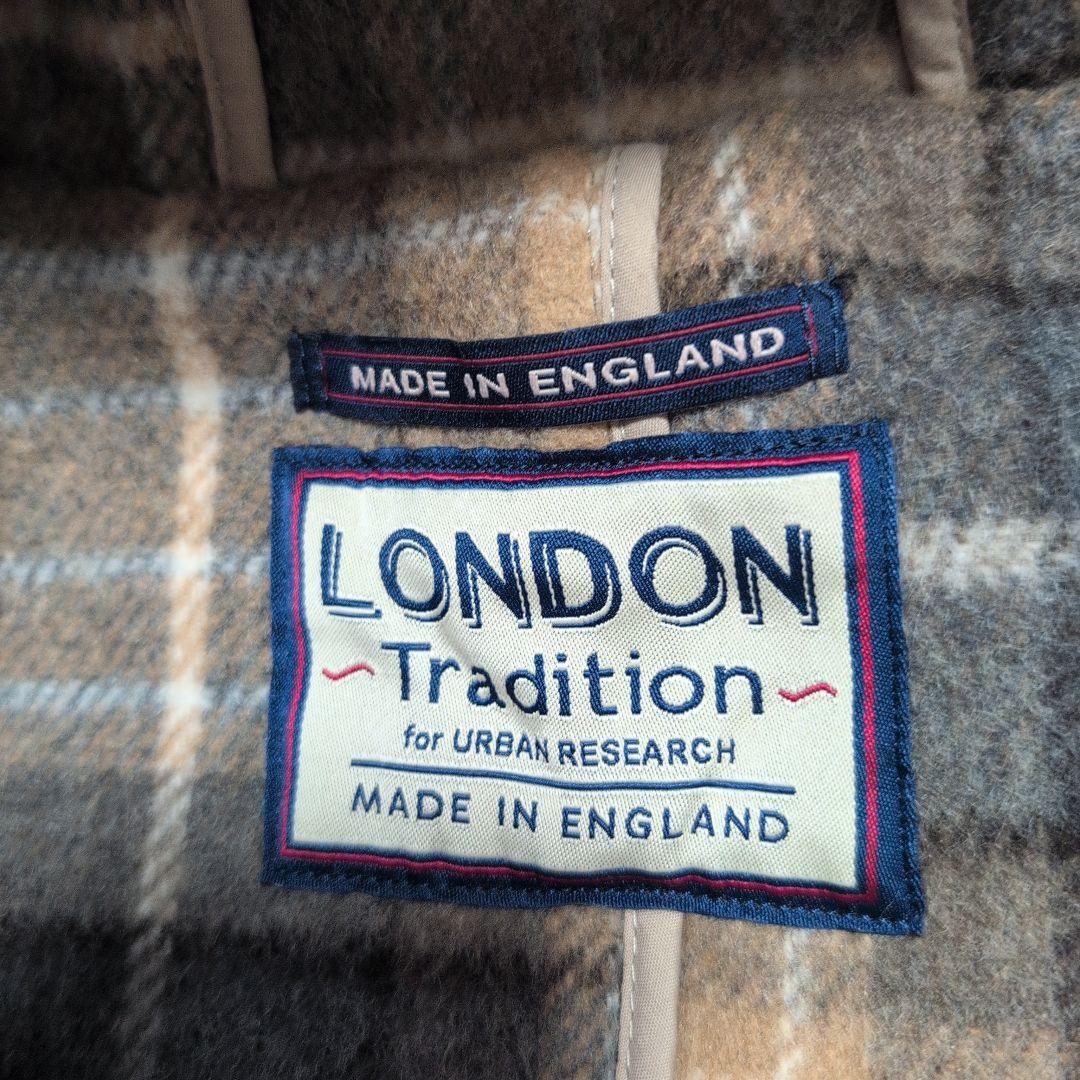 MADE IN ENGLAND
LONDON
~Tradition~
for URBAN RESEARCH
MADE IN ENGLAND